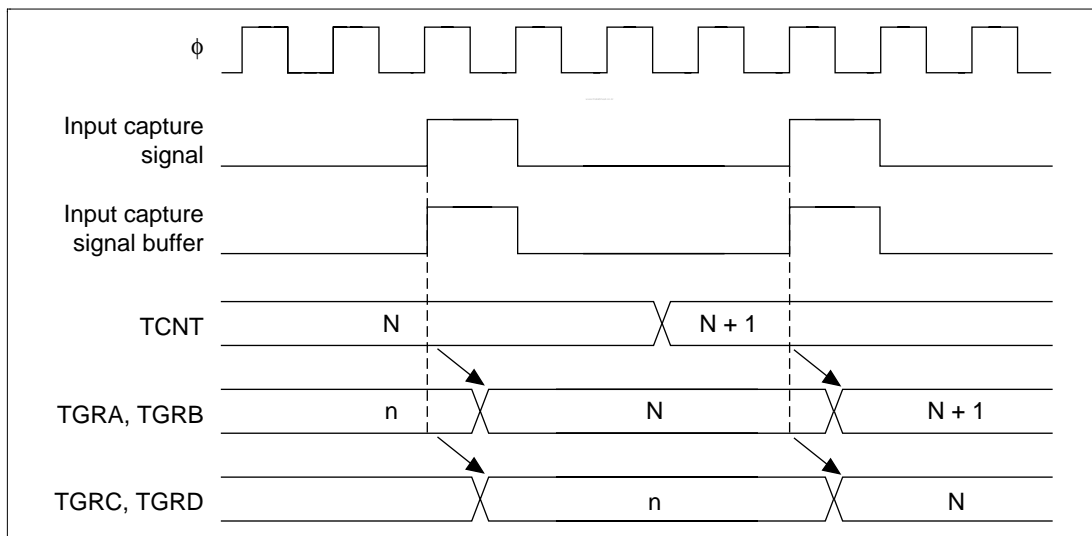 ϕ
Input capture
signal
Input capture
signal buffer
TCNT N N + 1
TGRA, TGRB n N N + 1
TGRC, TGRD n N